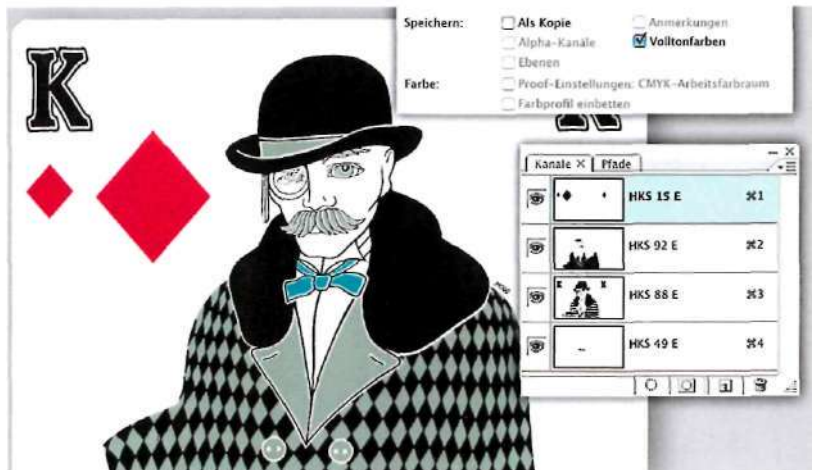 Speichern:
Als Kopie
Anmerkungen
Alpha-Kanäle
Volltonfarben
Ebenen
Farbe:
Proof-Einstellungen: CMYK-Arbeitsfarbraum
Farbprofil einbetten
K
K
Kanäle × Pfade
HKS 15 E ⌘1
HKS 92 E ⌘2
HKS 88 E ⌘3
HKS 49 E ⌘4